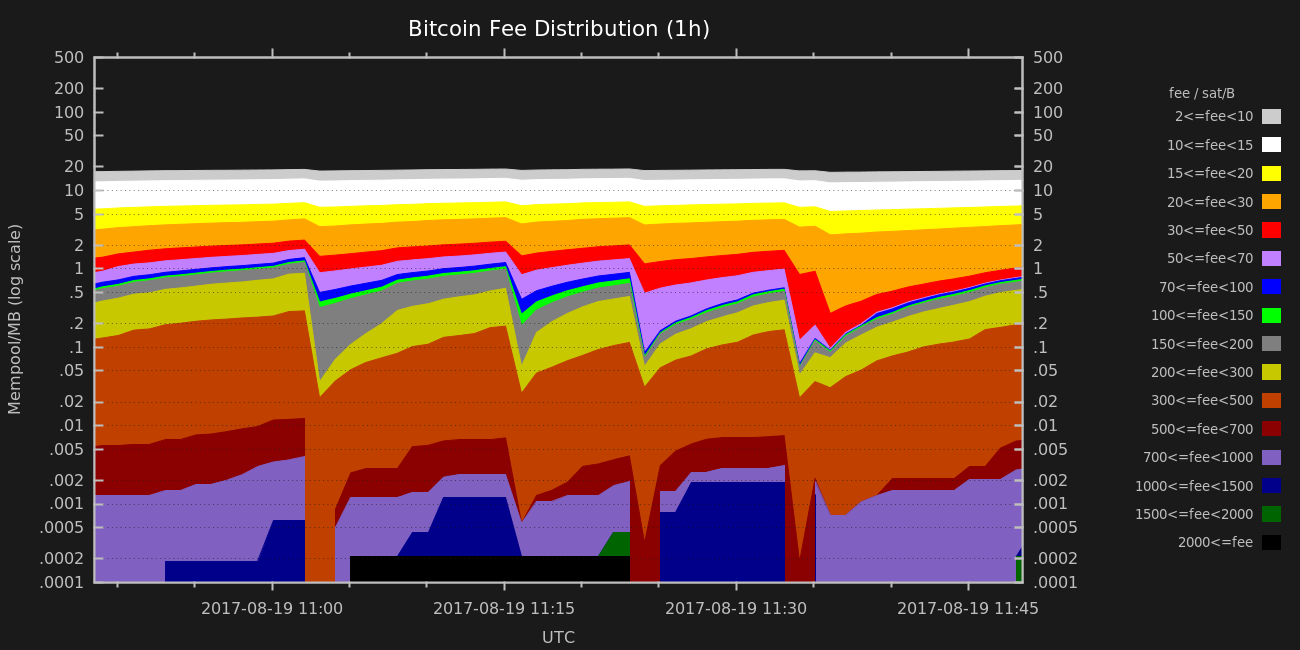 Bitcoin Fee Distribution (1h)
Mempool/MB (log scale)
500
200
100
50
20
10
5
2
1
.5
.2
.1
.05
.02
.01
.005
.002
.001
.0005
.0002
.0001
500
200
100
50
20
10
5
2
1
.5
.2
.1
.05
.02
.01
.005
.002
.001
.0005
.0002
.0001
2017-08-19 11:00
2017-08-19 11:15
2017-08-19 11:30
2017-08-19 11:45
UTC
fee / sat/B
2<=fee<10
10<=fee<15
15<=fee<20
20<=fee<30
30<=fee<50
50<=fee<70
70<=fee<100
100<=fee<150
150<=fee<200
200<=fee<300
300<=fee<500
500<=fee<700
700<=fee<1000
1000<=fee<1500
1500<=fee<2000
2000<=fee